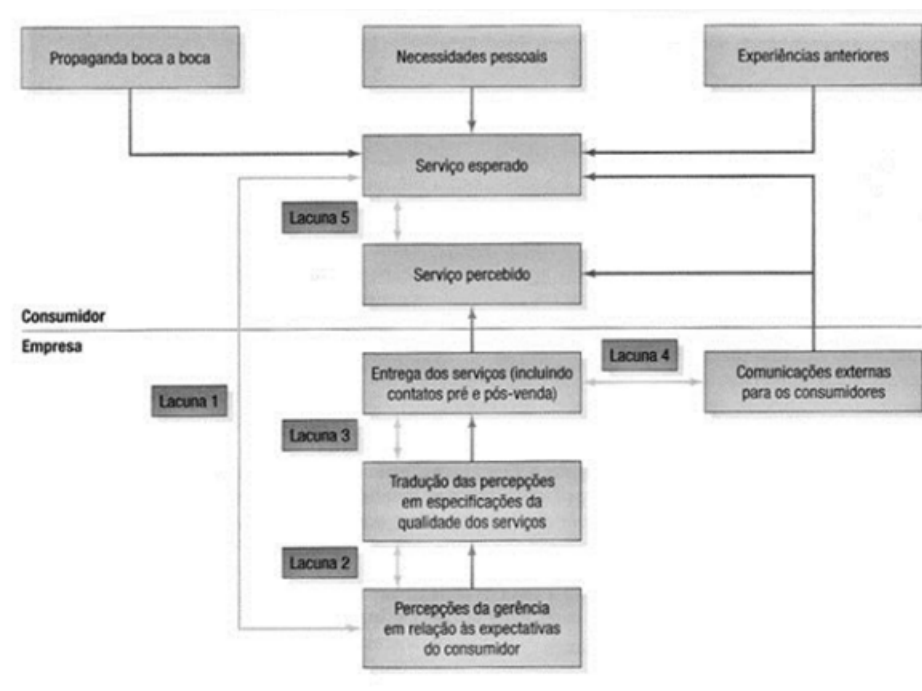 Propaganda boca a boca
Necessidades pessoais
Experiências anteriores
Serviço esperado
Lacuna 5
Serviço percebido
Consumidor
Empresa
Lacuna 4
Entrega dos serviços (incluindo
contatos pré e pós-venda)
Comunicações externas
para os consumidores
Lacuna 1
Lacuna 3
Tradução das percepções
em especificações da
qualidade dos serviços
Lacuna 2
Percepções da gerência
em relação às expectativas
do consumidor